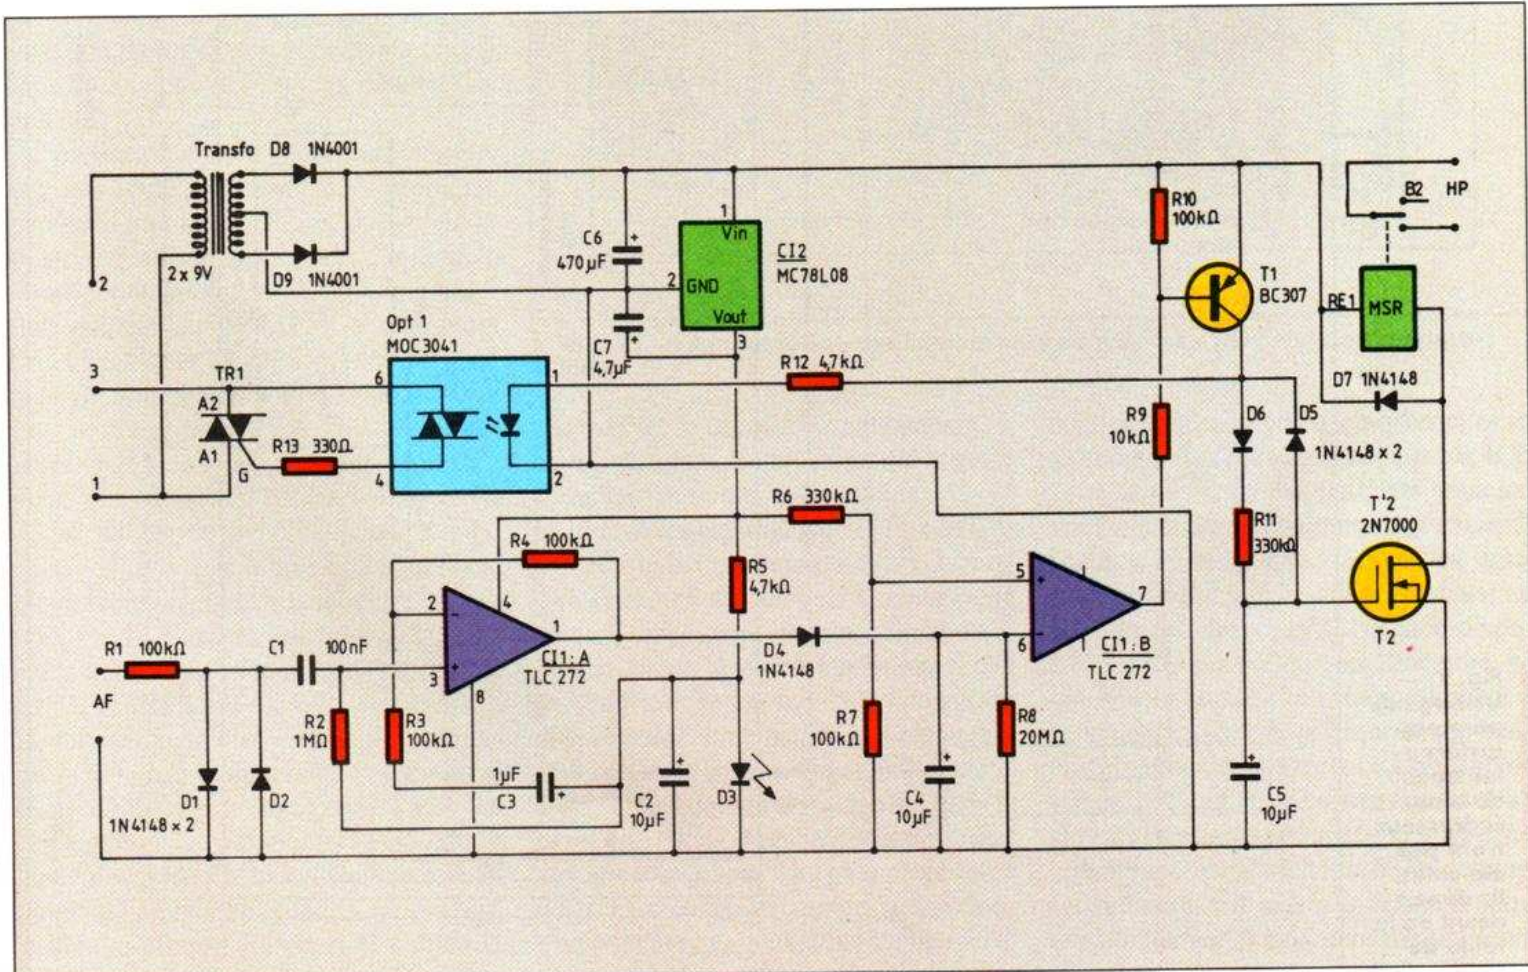 Transfo D8 1N4001
2 x 9V
D9 1N4001
2
3
1
TR1
A2
A1
G
R13 330Ω
Opt 1
MOC3041
6
4
1
2
C6
470µF
+
C7
4,7µF
+
1
Vin
2
GND
Vout
3
CI2
MC78L08
R12 4,7kΩ
R10
100kΩ
T1
BC307
B2
HP
RE1
MSR
D7 1N4148
R9
10kΩ
D6
D5
1N4148 x 2
R11
330kΩ
T'2
2N7000
T2
R6 330kΩ
R4 100kΩ
R5
4,7kΩ
2
-
4
1
+
3
8
CI1:A
TLC 272
D4
1N4148
5
+
7
6
-
CI1:B
TLC 272
R1 100kΩ
C1
100nF
AF
R2
1MΩ
R3
100kΩ
1µF
C3
+
C2
10µF
+
D3
R7
100kΩ
C4
10µF
+
R8
20MΩ
C5
10µF
+
D1
D2
1N4148 x 2